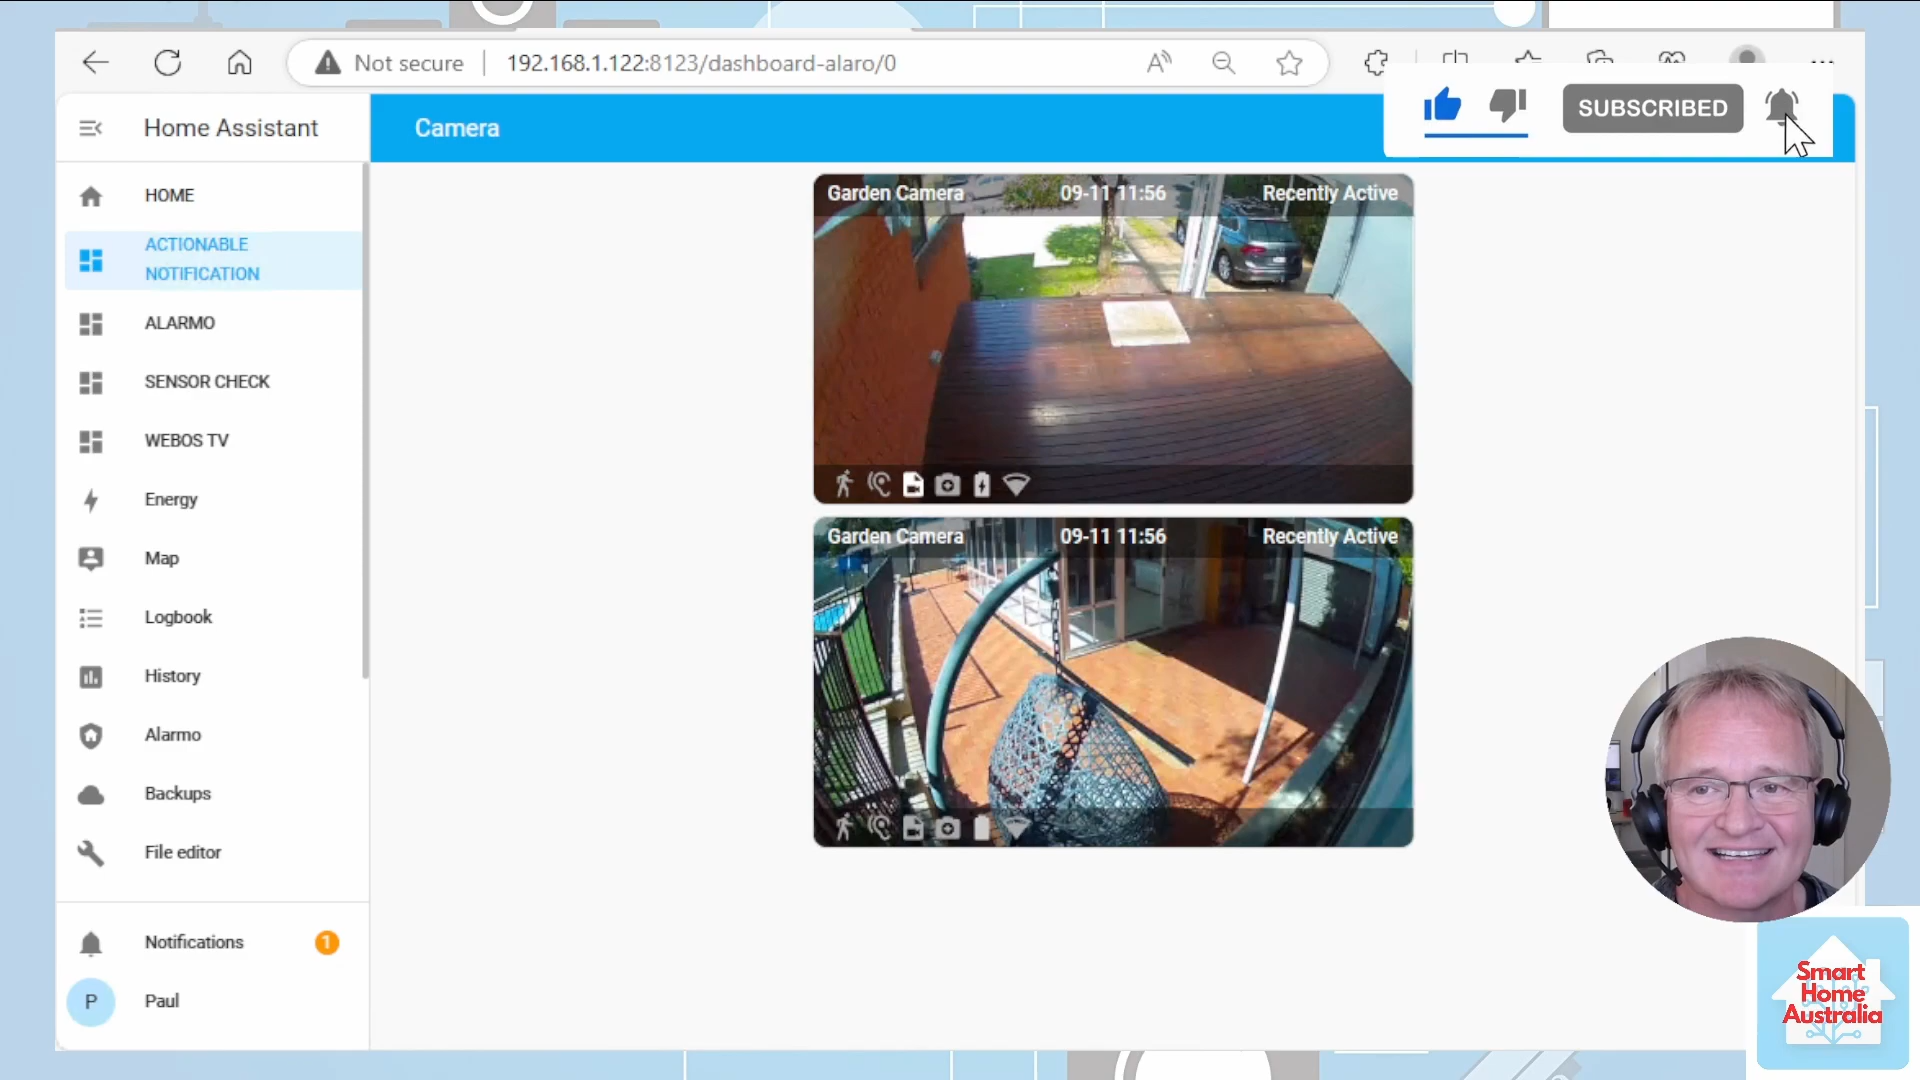 Not secure
192.168.1.122:8123/dashboard-alaro/0
SUBSCRIBED
Home Assistant
Camera
HOME
ACTIONABLE
NOTIFICATION
ALARMO
SENSOR CHECK
WEBOS TV
Energy
Map
Logbook
History
Alarmo
Backups
File editor
Notifications
1
P
Paul
Garden Camera
09-11 11:56
Recently Active
Garden Camera
09-11 11:56
Recently Active
Smart
Home
Australia